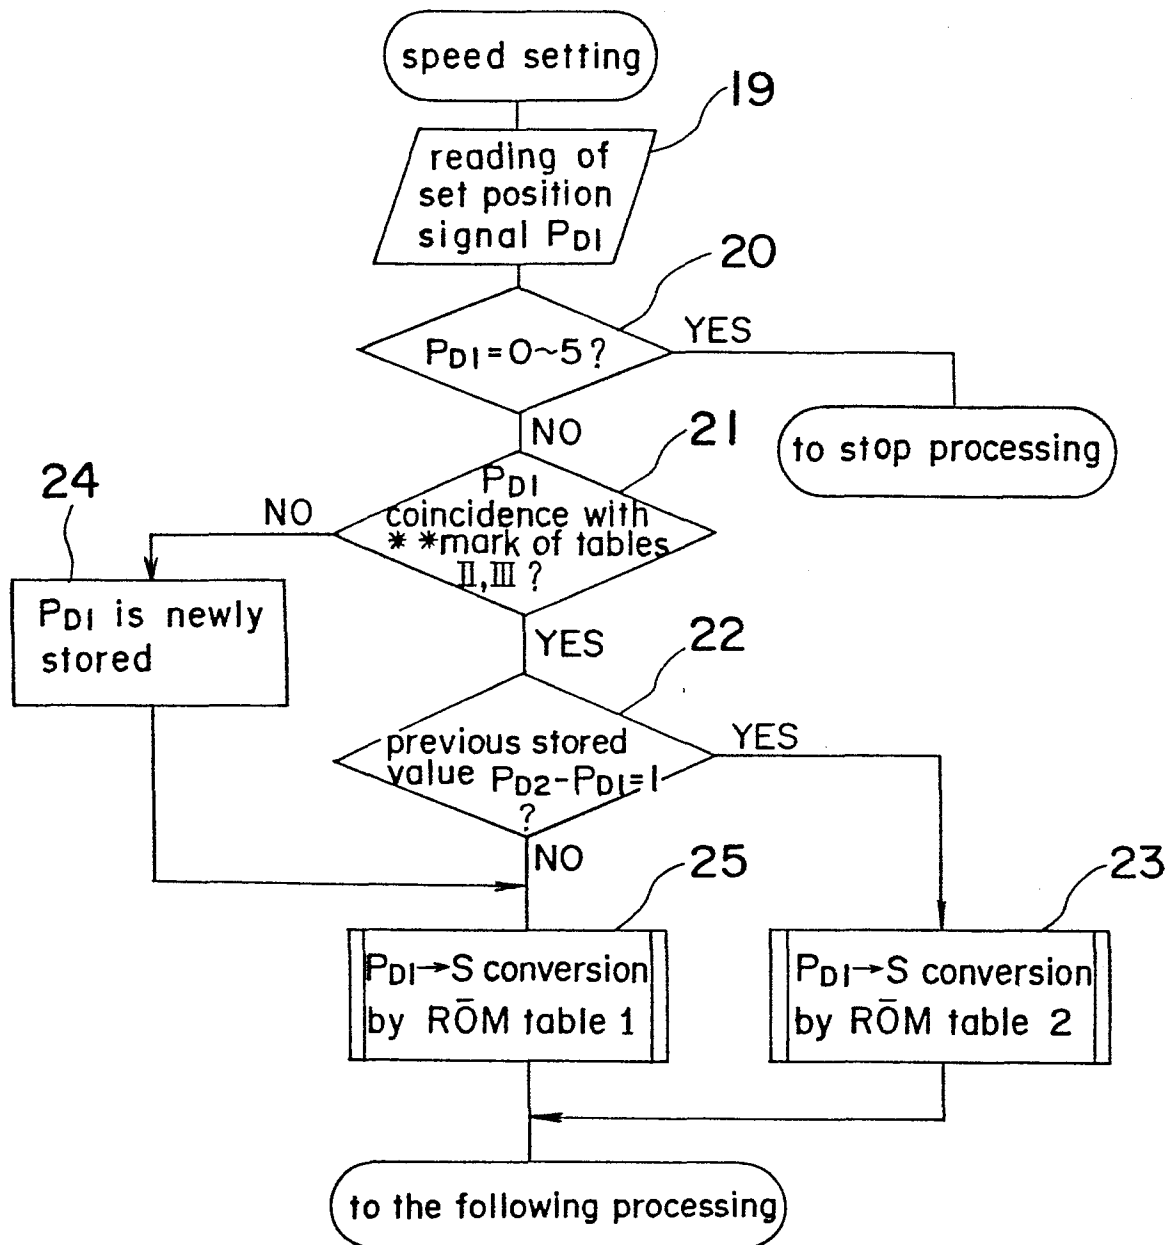 speed setting
19
reading of
set position
signal PD1
20
PD1=0~5?
YES
NO
to stop processing
21
PD1
coincidence with
* *mark of tables
II, III ?
NO
24
PD1 is newly
stored
YES
22
previous stored
value PD2-PD1=1
?
YES
NO
25
23
PD1→S conversion
by RŌM table 1
PD1→S conversion
by RŌM table 2
to the following processing